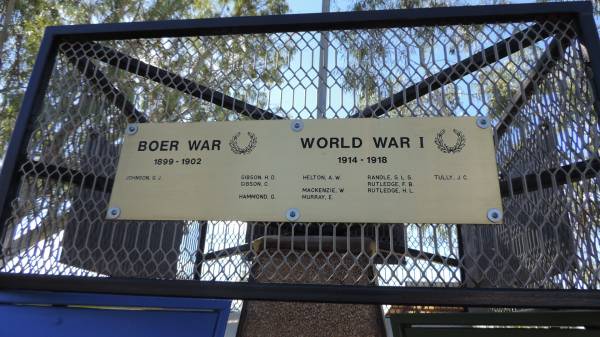 BOER WAR
1899 - 1902
JOHNSON, G. J.
GIBSON, H. D.
GIBSON, C.
HAMMOND, G.
WORLD WAR I
1914 - 1918
HELTON, A. W.
MACKENZIE, W.
MURRAY, E.
RANDLE, S. L. S.
RUTLEDGE, F. B.
RUTLEDGE, H. L.
TULLY, J. C.